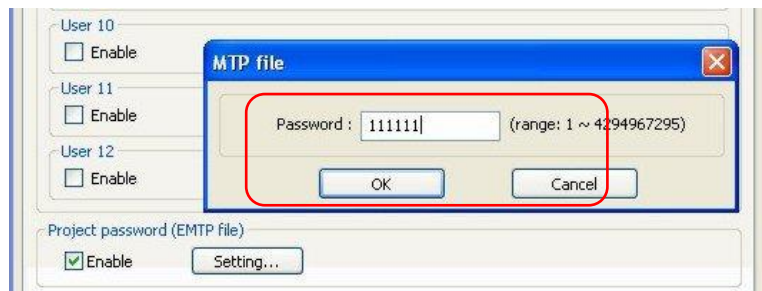 User 10
Enable
MTP file
User 11
Enable
Password : 111111 (range: 1 ~ 4294967295)
User 12
Enable
OK Cancel
Project password (EMTP file)
Enable Setting...